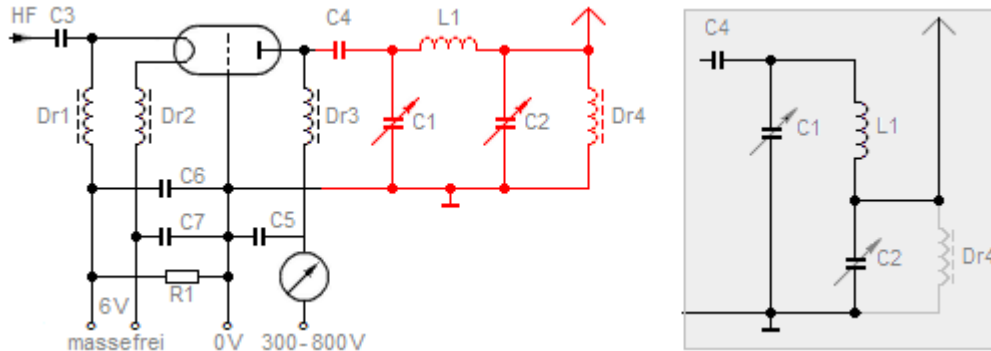 HF
C3
C4
L1
Dr1
Dr2
Dr3
C1
C2
Dr4
C6
C7
C5
R1
6V
massefrei
0V
300-800V
C4
C1
L1
C2
Dr4